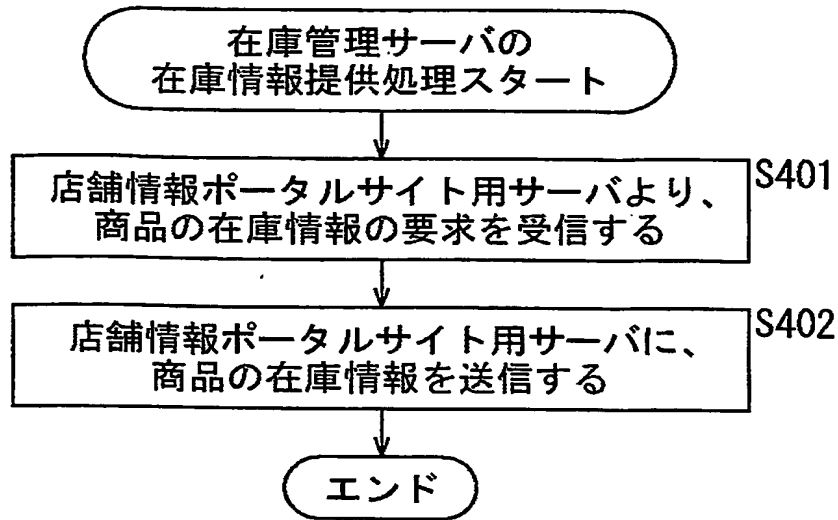 在庫管理サーバの
在庫情報提供処理スタート
店舗情報ポータルサイト用サーバより、
商品の在庫情報の要求を受信する
S401
店舗情報ポータルサイト用サーバに、
商品の在庫情報を送信する
S402
エンド